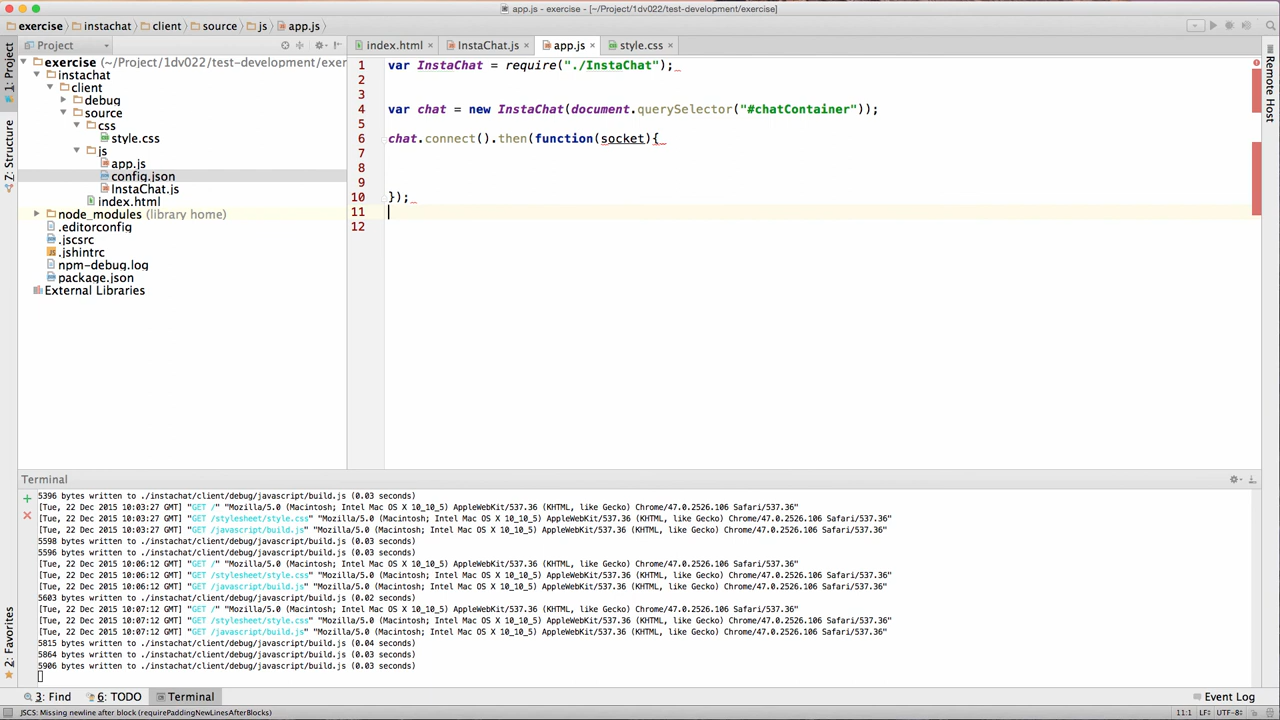 app.js - exercise - [~/Project/1dv022/test-development/exercise]
exercise instachat client source js app.js
Project
index.html × InstaChat.js × app.js × style.css ×
1: Project
Z: Structure
2: Favorites
Remote Host
exercise (~/Project/1dv022/test-development/exer
instachat
client
debug
source
css
style.css
js
app.js
config.json
InstaChat.js
index.html
node_modules (library home)
.editorconfig
.jscsrc
.jshintrc
npm-debug.log
package.json
External Libraries
1 var InstaChat = require("./InstaChat");
2
3
4 var chat = new InstaChat(document.querySelector("#chatContainer"));
5
6 chat.connect().then(function(socket){
7
8
9
10 });
11
12
Terminal
5396 bytes written to ./instachat/client/debug/javascript/build.js (0.03 seconds)
[Tue, 22 Dec 2015 10:03:27 GMT] "GET /" "Mozilla/5.0 (Macintosh; Intel Mac OS X 10_10_5) AppleWebKit/537.36 (KHTML, like Gecko) Chrome/47.0.2526.106 Safari/537.36"
[Tue, 22 Dec 2015 10:03:27 GMT] "GET /stylesheet/style.css" "Mozilla/5.0 (Macintosh; Intel Mac OS X 10_10_5) AppleWebKit/537.36 (KHTML, like Gecko) Chrome/47.0.2526.106 Safari/537.36"
[Tue, 22 Dec 2015 10:03:27 GMT] "GET /javascript/build.js" "Mozilla/5.0 (Macintosh; Intel Mac OS X 10_10_5) AppleWebKit/537.36 (KHTML, like Gecko) Chrome/47.0.2526.106 Safari/537.36"
5598 bytes written to ./instachat/client/debug/javascript/build.js (0.03 seconds)
5596 bytes written to ./instachat/client/debug/javascript/build.js (0.03 seconds)
[Tue, 22 Dec 2015 10:06:12 GMT] "GET /" "Mozilla/5.0 (Macintosh; Intel Mac OS X 10_10_5) AppleWebKit/537.36 (KHTML, like Gecko) Chrome/47.0.2526.106 Safari/537.36"
[Tue, 22 Dec 2015 10:06:12 GMT] "GET /stylesheet/style.css" "Mozilla/5.0 (Macintosh; Intel Mac OS X 10_10_5) AppleWebKit/537.36 (KHTML, like Gecko) Chrome/47.0.2526.106 Safari/537.36"
[Tue, 22 Dec 2015 10:06:12 GMT] "GET /javascript/build.js" "Mozilla/5.0 (Macintosh; Intel Mac OS X 10_10_5) AppleWebKit/537.36 (KHTML, like Gecko) Chrome/47.0.2526.106 Safari/537.36"
5603 bytes written to ./instachat/client/debug/javascript/build.js (0.02 seconds)
[Tue, 22 Dec 2015 10:07:12 GMT] "GET /" "Mozilla/5.0 (Macintosh; Intel Mac OS X 10_10_5) AppleWebKit/537.36 (KHTML, like Gecko) Chrome/47.0.2526.106 Safari/537.36"
[Tue, 22 Dec 2015 10:07:12 GMT] "GET /stylesheet/style.css" "Mozilla/5.0 (Macintosh; Intel Mac OS X 10_10_5) AppleWebKit/537.36 (KHTML, like Gecko) Chrome/47.0.2526.106 Safari/537.36"
[Tue, 22 Dec 2015 10:07:12 GMT] "GET /javascript/build.js" "Mozilla/5.0 (Macintosh; Intel Mac OS X 10_10_5) AppleWebKit/537.36 (KHTML, like Gecko) Chrome/47.0.2526.106 Safari/537.36"
5815 bytes written to ./instachat/client/debug/javascript/build.js (0.04 seconds)
5864 bytes written to ./instachat/client/debug/javascript/build.js (0.03 seconds)
5906 bytes written to ./instachat/client/debug/javascript/build.js (0.03 seconds)
3: Find 6: TODO Terminal Event Log
JSCS: Missing newline after block (requirePaddingNewLinesAfterBlocks) 11:1 LF÷ UTF-8÷